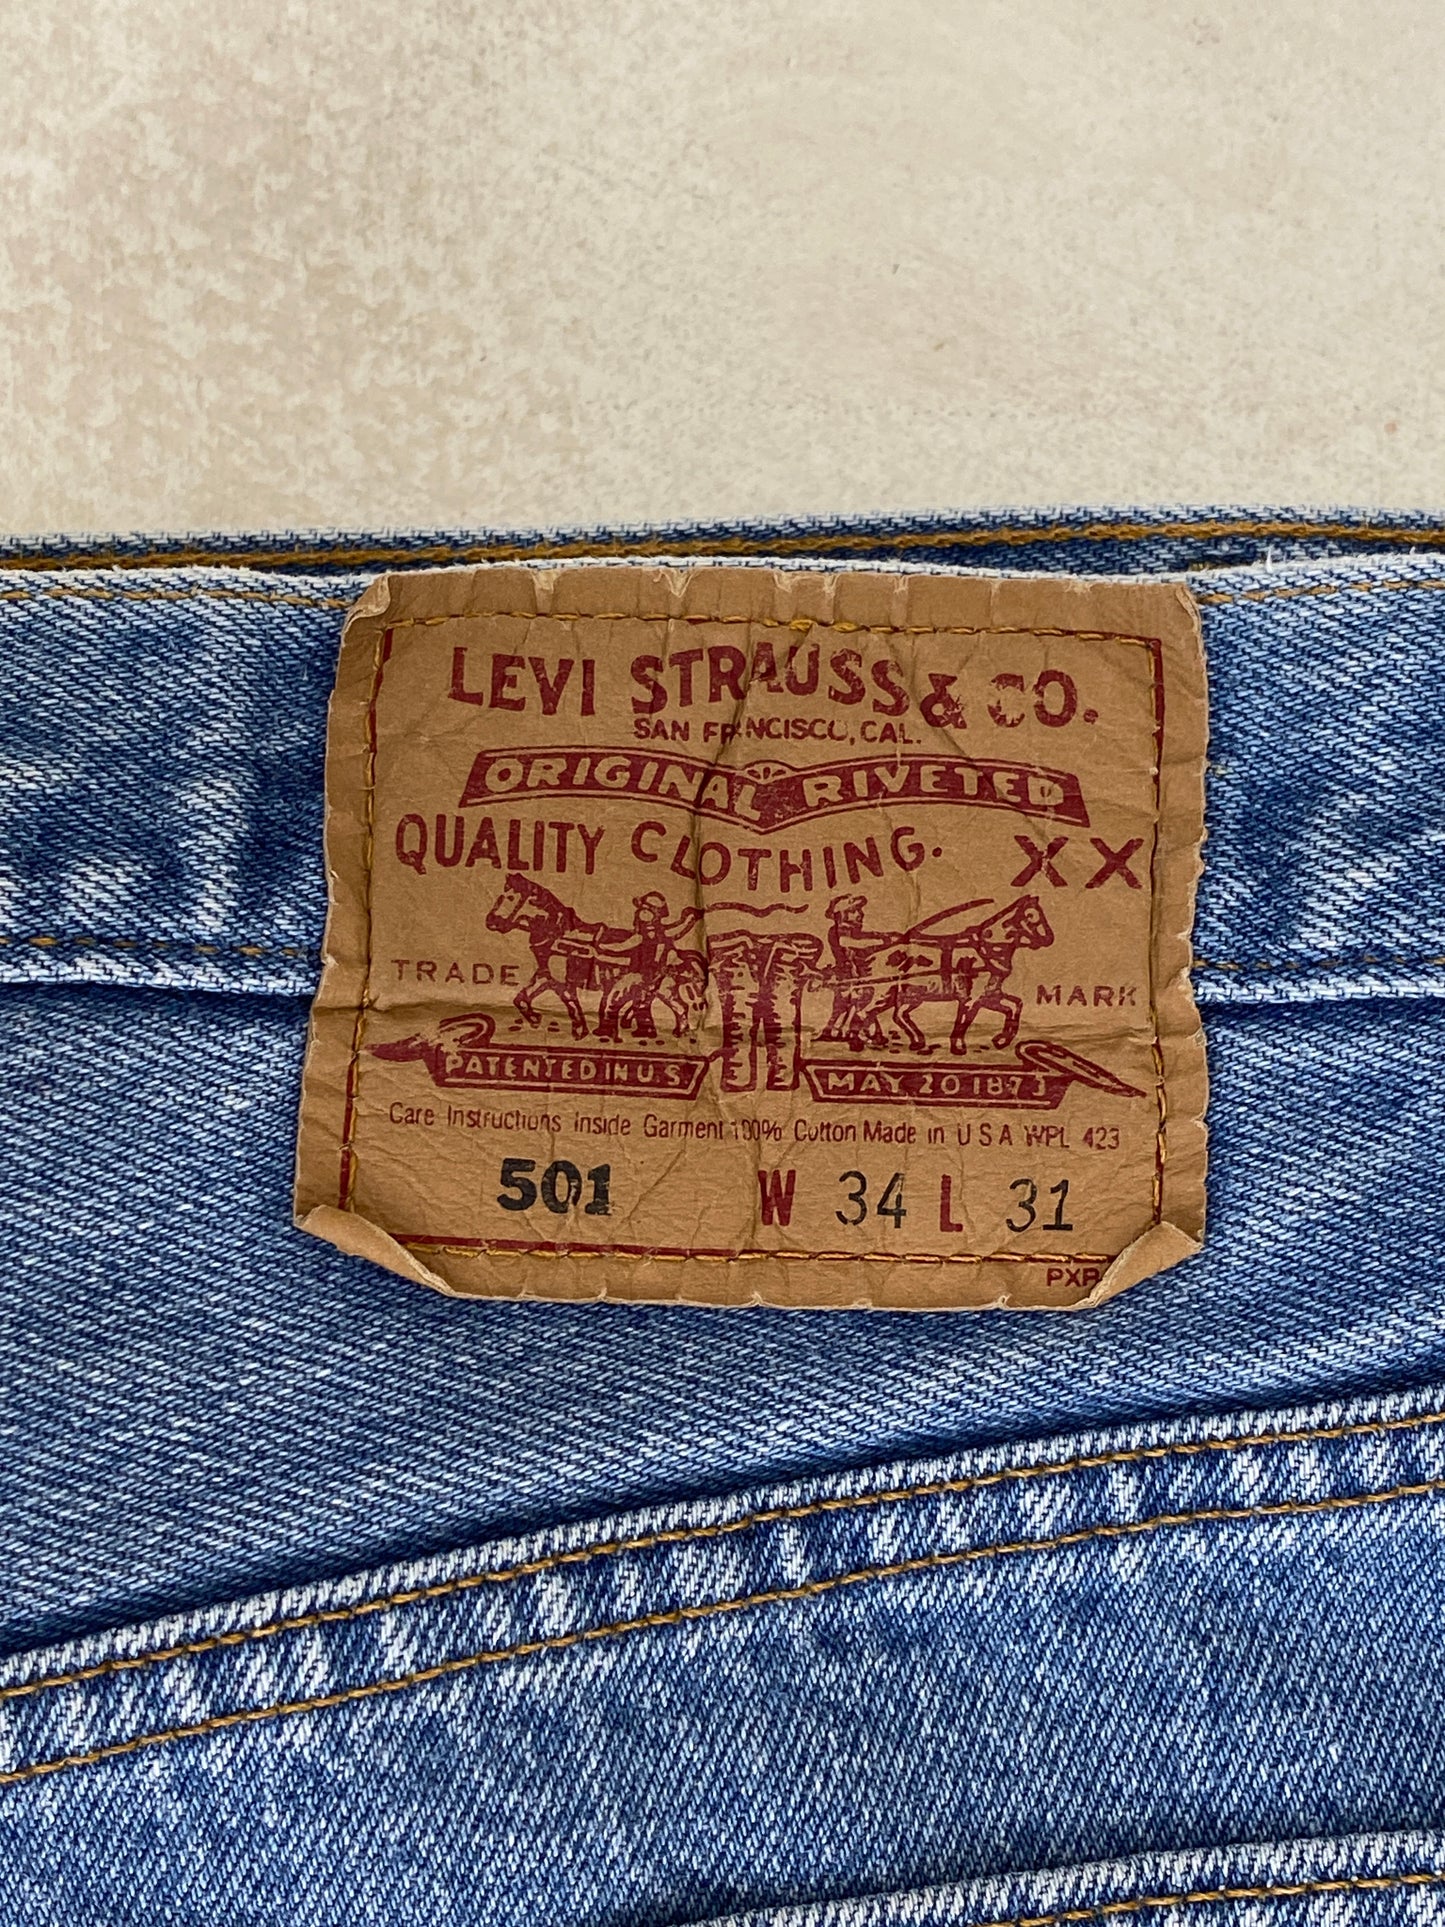 LEVI STRAUSS & CO.
SAN FRANCISCO, CAL.
ORIGINAL RIVETED
QUALITY CLOTHING. XX
TRADE MARK
PATENTED IN U.S. MAY 20 1873
Care Instructions Inside Garment 100% Cotton Made in U S A WPL 423
501 W 34 L 31